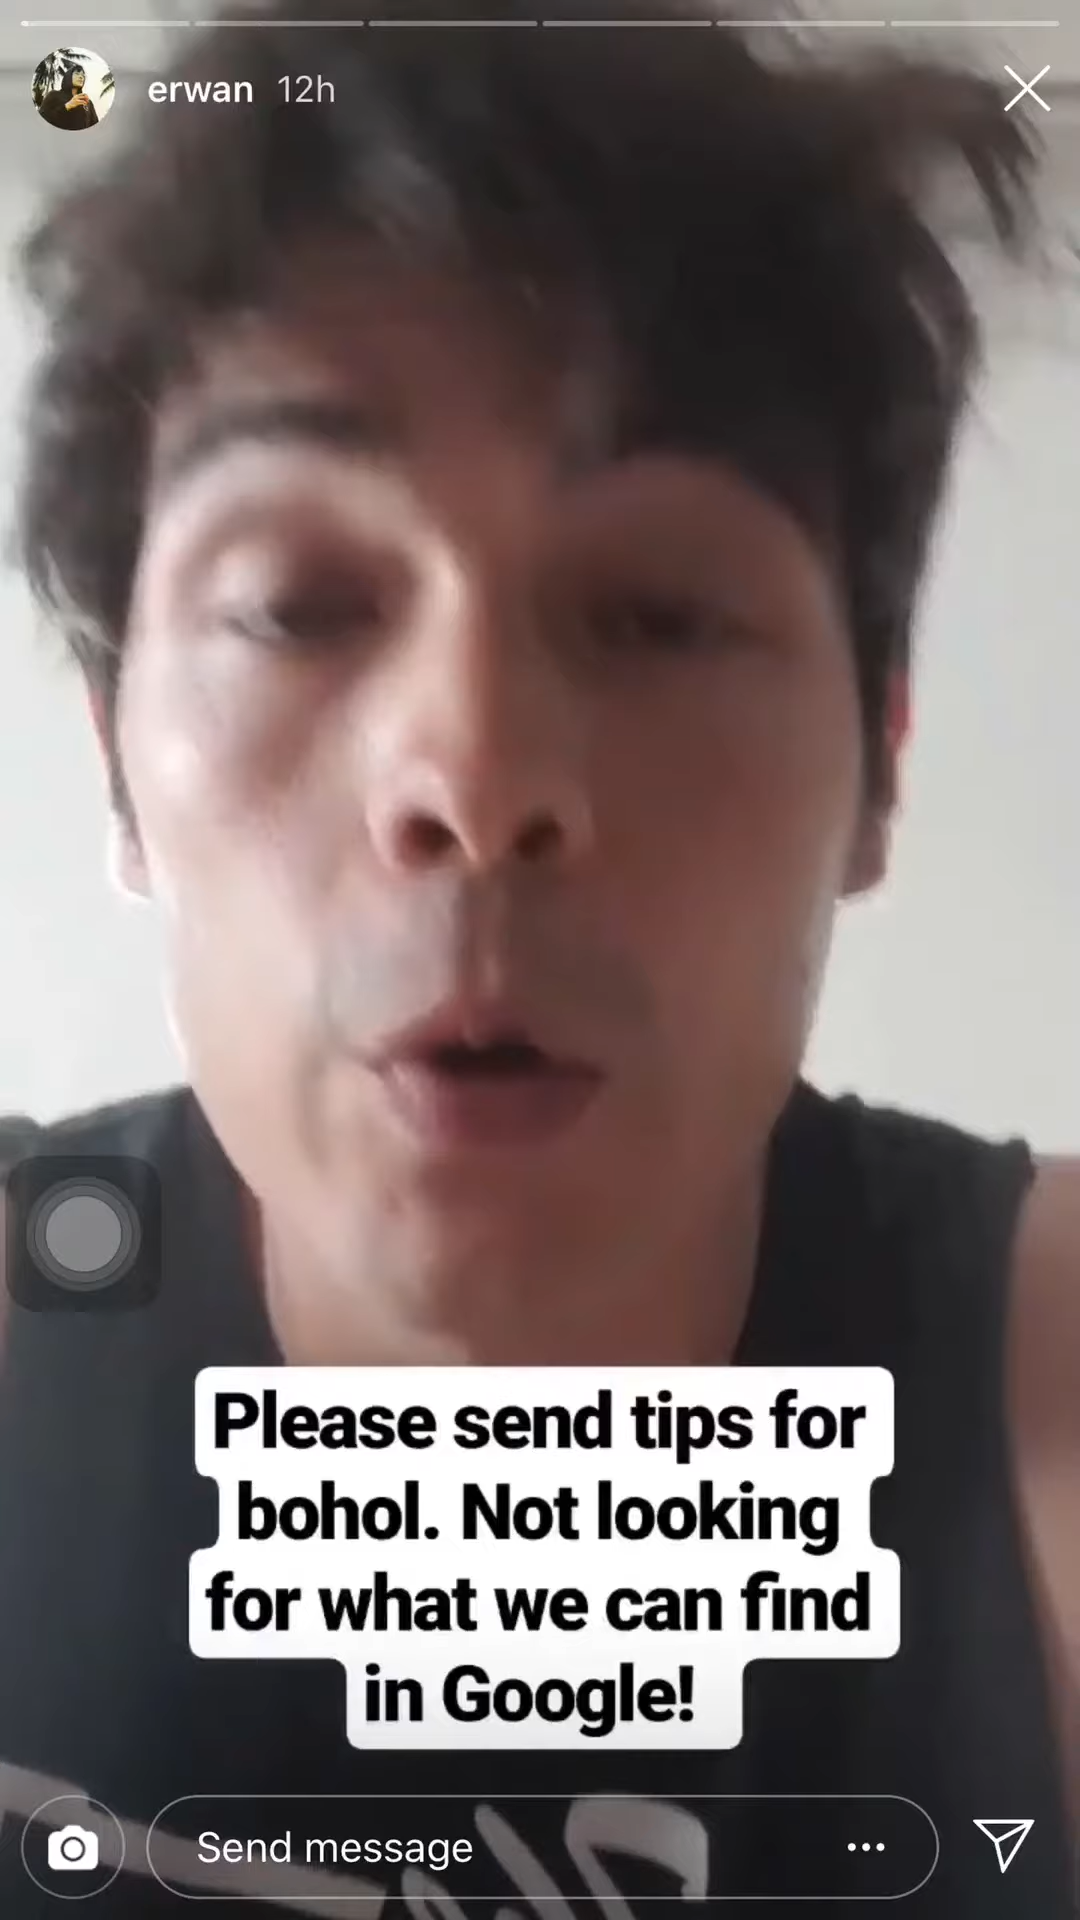 erwan 12h
Please send tips for
bohol. Not looking
for what we can find
in Google!
Send message